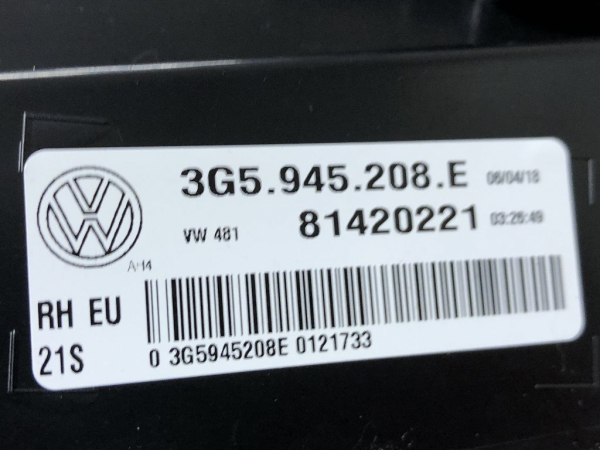 3G5.945.208.E 06/04/18
VW 481 81420221 03:26:49
A-14
RH EU
21S 0 3G5945208E 0121733